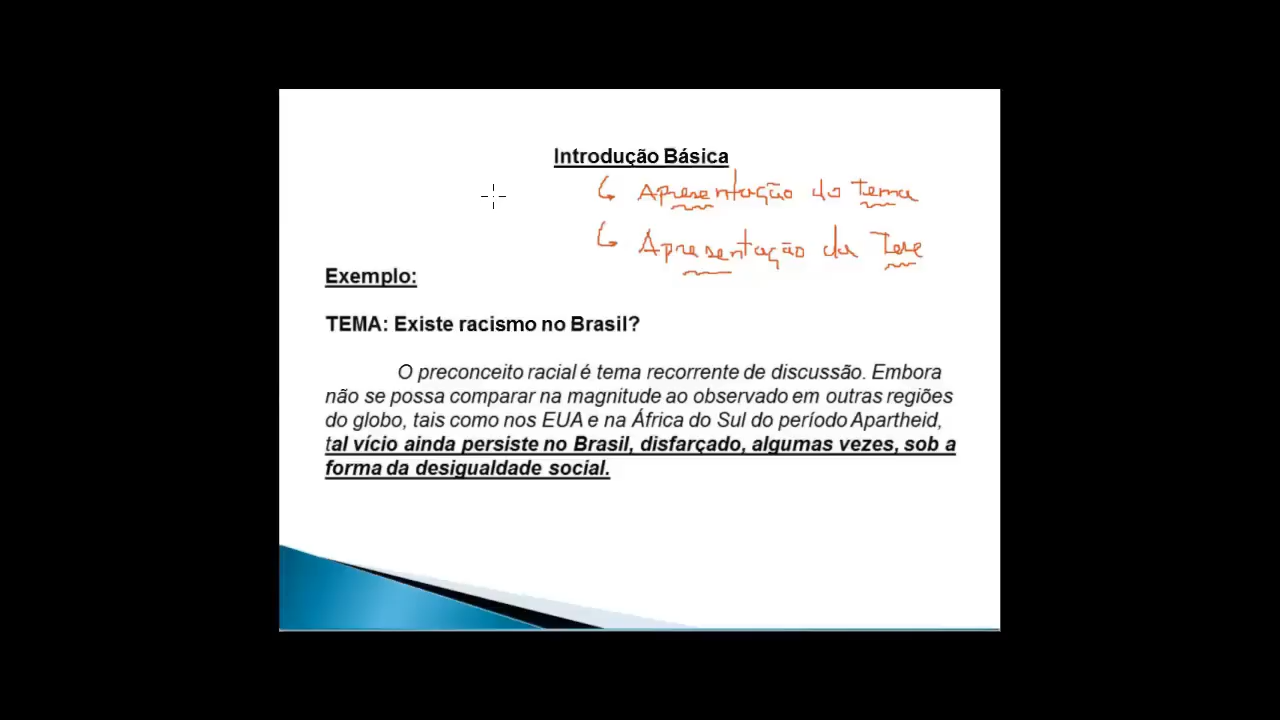 Introdução Básica
Apresentação do tema
Apresentação da Tese
Exemplo:
TEMA: Existe racismo no Brasil?
O preconceito racial é tema recorrente de discussão. Embora
não se possa comparar na magnitude ao observado em outras regiões
do globo, tais como nos EUA e na África do Sul do período Apartheid,
tal vício ainda persiste no Brasil, disfarçado, algumas vezes, sob a
forma da desigualdade social.